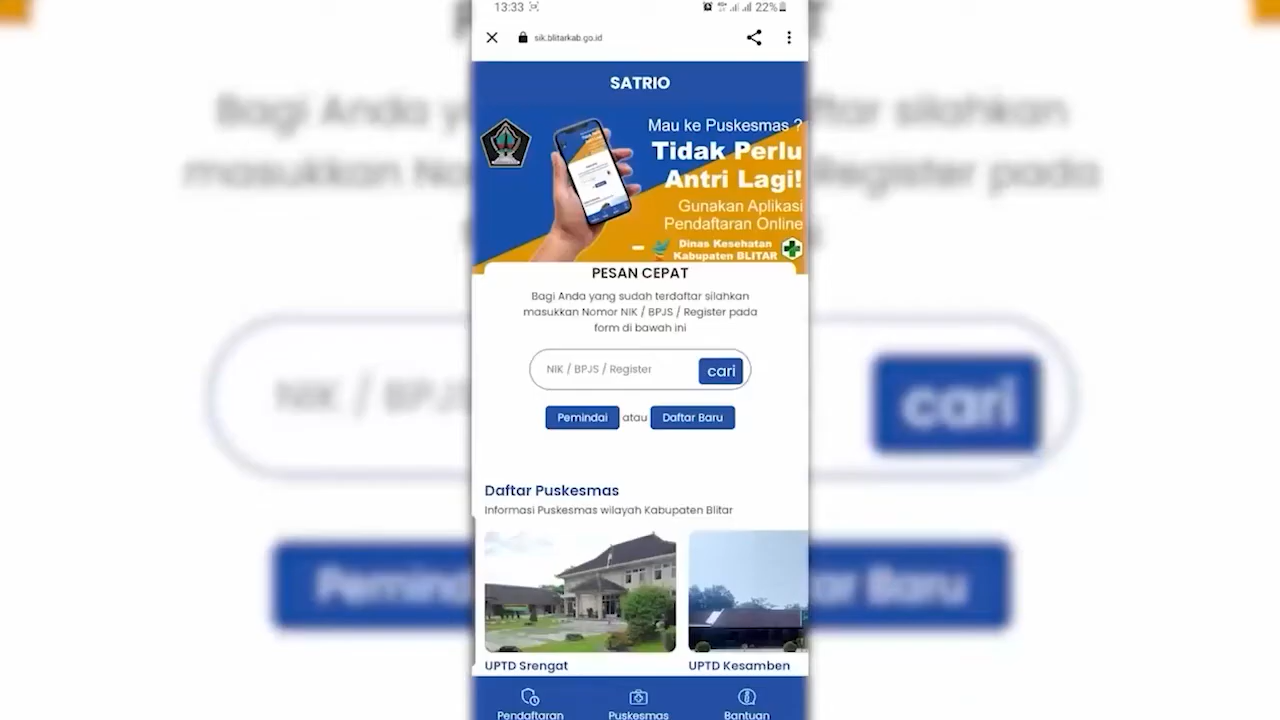 13:33
22%
sik.blitarkab.go.id
SATRIO
Mau ke Puskesmas ?
Tidak Perlu
Antri Lagi!
Gunakan Aplikasi
Pendaftaran Online
Dinas Kesehatan
Kabupaten BLITAR
PESAN CEPAT
Bagi Anda yang sudah terdaftar silahkan
masukkan Nomor NIK / BPJS / Register pada
form di bawah ini
NIK / BPJS / Register
cari
Pemindai atau Daftar Baru
Daftar Puskesmas
Informasi Puskesmas wilayah Kabupaten Blitar
UPTD Srengat
UPTD Kesamben
Pendaftaran
Puskesmas
Bantuan